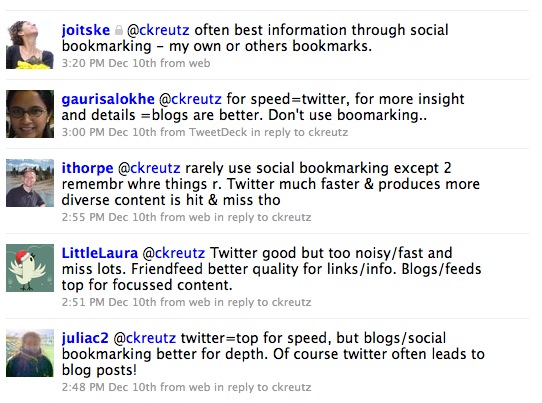 joitske @ckreutz often best information through social
bookmarking – my own or others bookmarks.
3:20 PM Dec 10th from web
gaurisalokhe @ckreutz for speed=twitter, for more insight
and details =blogs are better. Don't use boomarking..
3:00 PM Dec 10th from TweetDeck in reply to ckreutz
ithorpe @ckreutz rarely use social bookmarking except 2
remembr whre things r. Twitter much faster & produces more
diverse content is hit & miss tho
2:55 PM Dec 10th from web in reply to ckreutz
LittleLaura @ckreutz Twitter good but too noisy/fast and
miss lots. Friendfeed better quality for links/info. Blogs/feeds
top for focussed content.
2:51 PM Dec 10th from web in reply to ckreutz
juliac2 @ckreutz twitter=top for speed, but blogs/social
bookmarking better for depth. Of course twitter often leads to
blog posts!
2:48 PM Dec 10th from web in reply to ckreutz